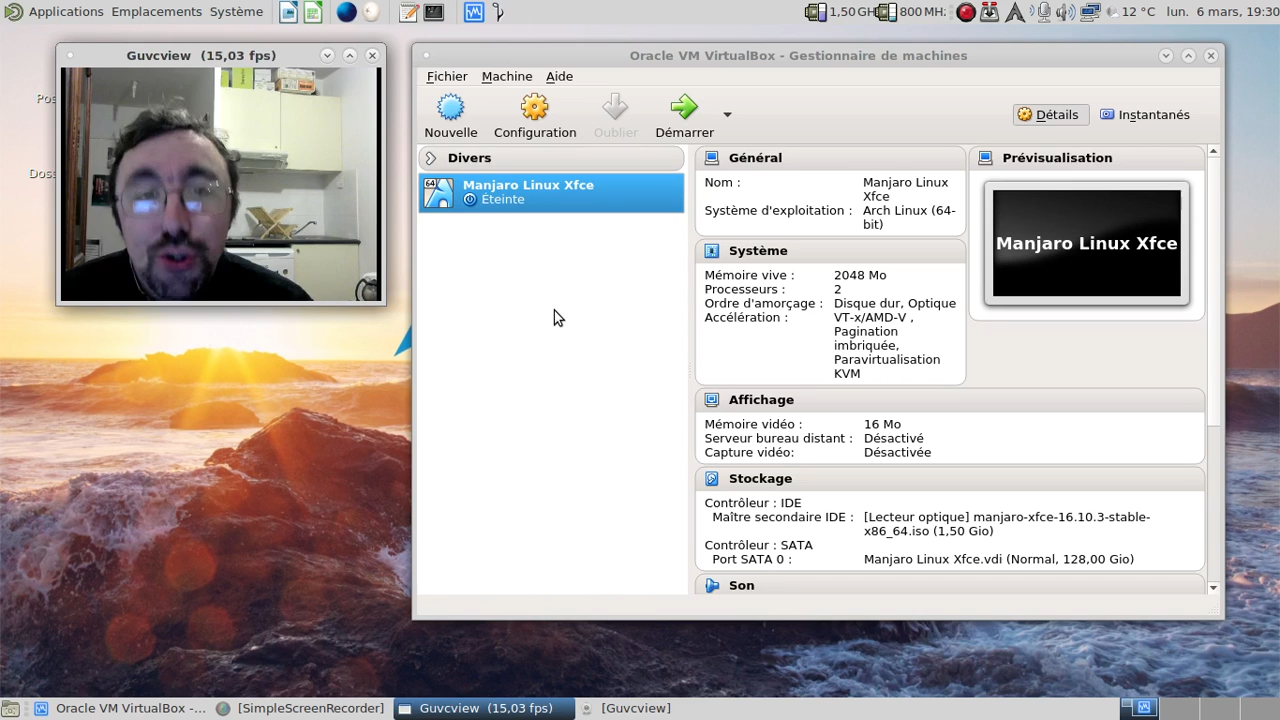 Applications Emplacements Système
1,50 GH 800 MH: 12 °C lun. 6 mars, 19:30
Guvcview (15,03 fps)
Pos
Dos
Oracle VM VirtualBox - Gestionnaire de machines
Fichier Machine Aide
Nouvelle Configuration Oublier Démarrer Détails Instantanés
Divers
64 Manjaro Linux Xfce
Éteinte
Général
Nom : Manjaro Linux
Xfce
Système d'exploitation : Arch Linux (64-
bit)
Prévisualisation
Manjaro Linux Xfce
Système
Mémoire vive : 2048 Mo
Processeurs : 2
Ordre d'amorçage : Disque dur, Optique
Accélération : VT-x/AMD-V ,
Pagination
imbriquée,
Paravirtualisation
KVM
Affichage
Mémoire vidéo : 16 Mo
Serveur bureau distant : Désactivé
Capture vidéo: Désactivée
Stockage
Contrôleur : IDE
Maître secondaire IDE : [Lecteur optique] manjaro-xfce-16.10.3-stable-
x86_64.iso (1,50 Gio)
Contrôleur : SATA
Port SATA 0 : Manjaro Linux Xfce.vdi (Normal, 128,00 Gio)
Son
Oracle VM VirtualBox -... [SimpleScreenRecorder] Guvcview (15,03 fps) [Guvcview]